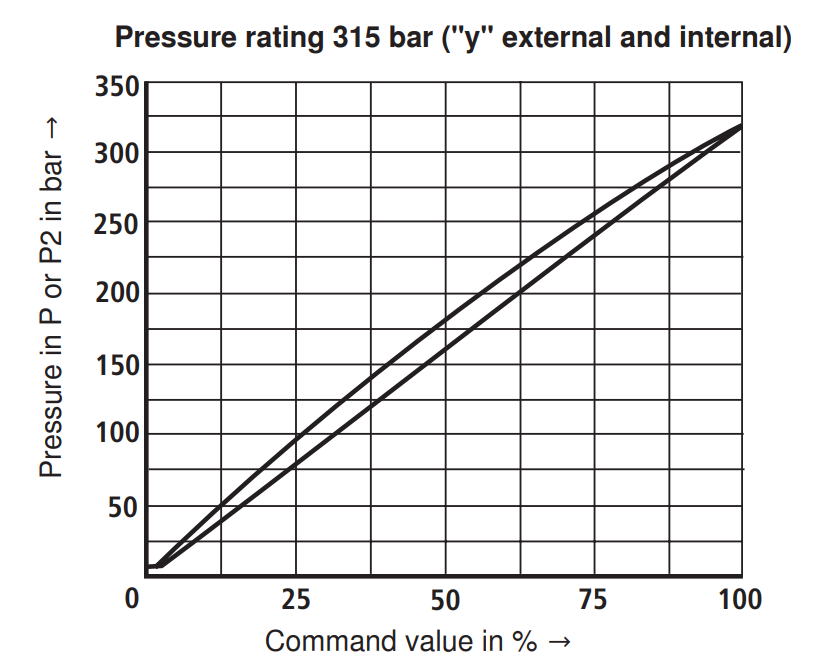 Pressure rating 315 bar ("y" external and internal)
Pressure in P or P2 in bar →
350
300
250
200
150
100
50
0 25 50 75 100
Command value in % →